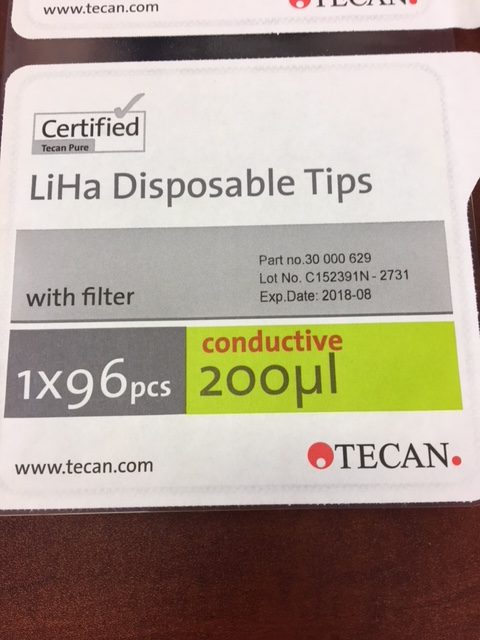 www.tecan.com
TECAN.
Certified
Tecan Pure
LiHa Disposable Tips
Part no.30 000 629
Lot No. C152391N - 2731
Exp.Date: 2018-08
with filter
conductive
1x96pcs
200µl
www.tecan.com
TECAN.